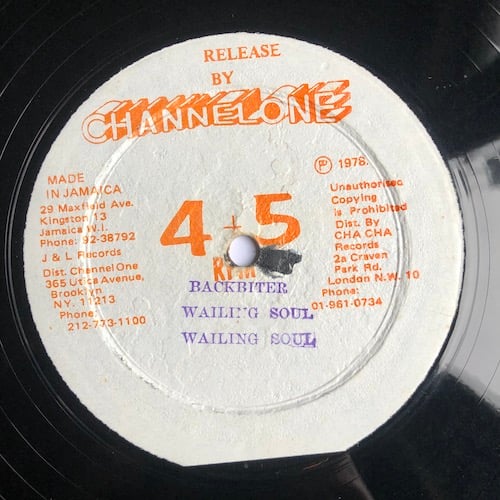 RELEASE
BY
CHANNEL ONE
MADE
IN JAMAICA
29 Maxfield Ave.
Kingston 13
Jamaica W.I.
Phone: 92-38792
J & L Records
Dist. Channel One
365 Utica Avenue,
Brooklyn
NY. 11213
Phone:
212-773-1100
℗ 1978.
Unauthorised
Copying
is Prohibited
Dist. By
CHA CHA
Records
2a Craven
Park Rd.
London N.W. 10
Phone:
01-961-0734
45
RPM
BACKBITER
WAILING SOUL
WAILING SOUL